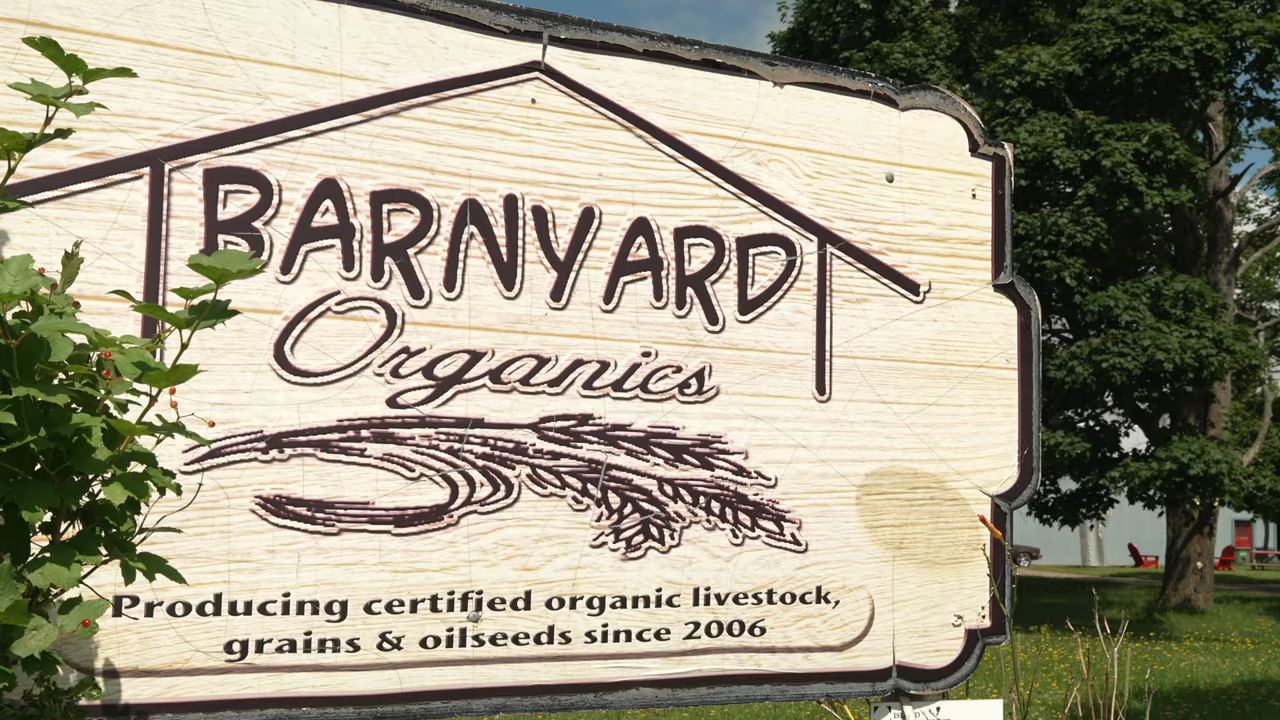 BARNYARD
Organics
Producing certified organic livestock,
grains & oilseeds since 2006